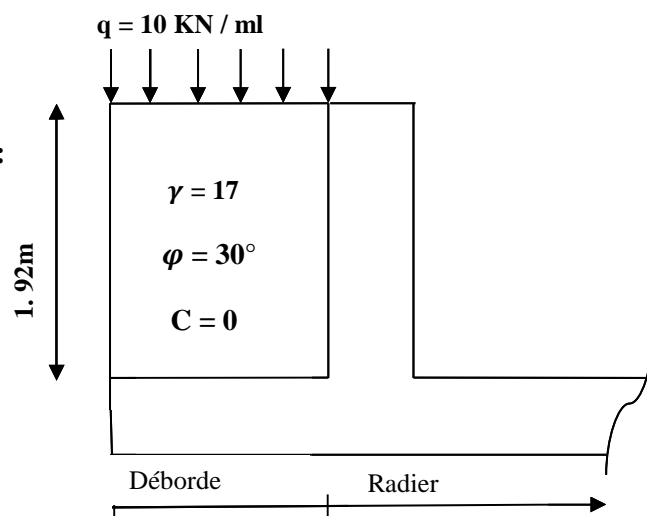 q = 10 KN / ml
:
𝜸 = 17
𝝋 = 30°
C = 0
1. 92m
Déborde
Radier